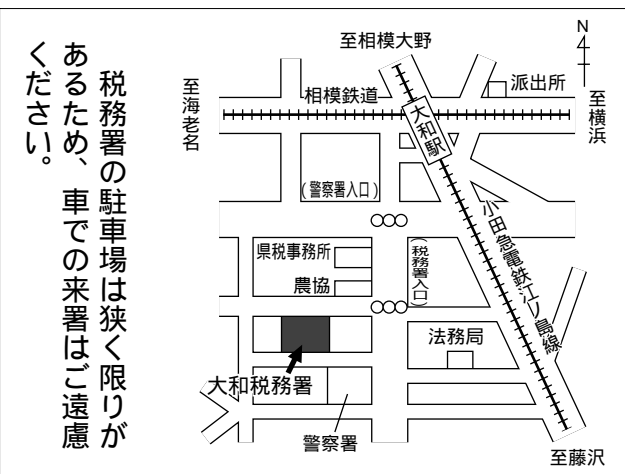 税務署の駐車場は狭く限りが
あるため、車での来署はご遠慮
ください。
至相模大野
N
派出所
相模鉄道
至海老名
至横浜
大和駅
(警察署入口)
小田急電鉄江ノ島線
県税事務所
(税務署入口)
農協
法務局
大和税務署
警察署
至藤沢